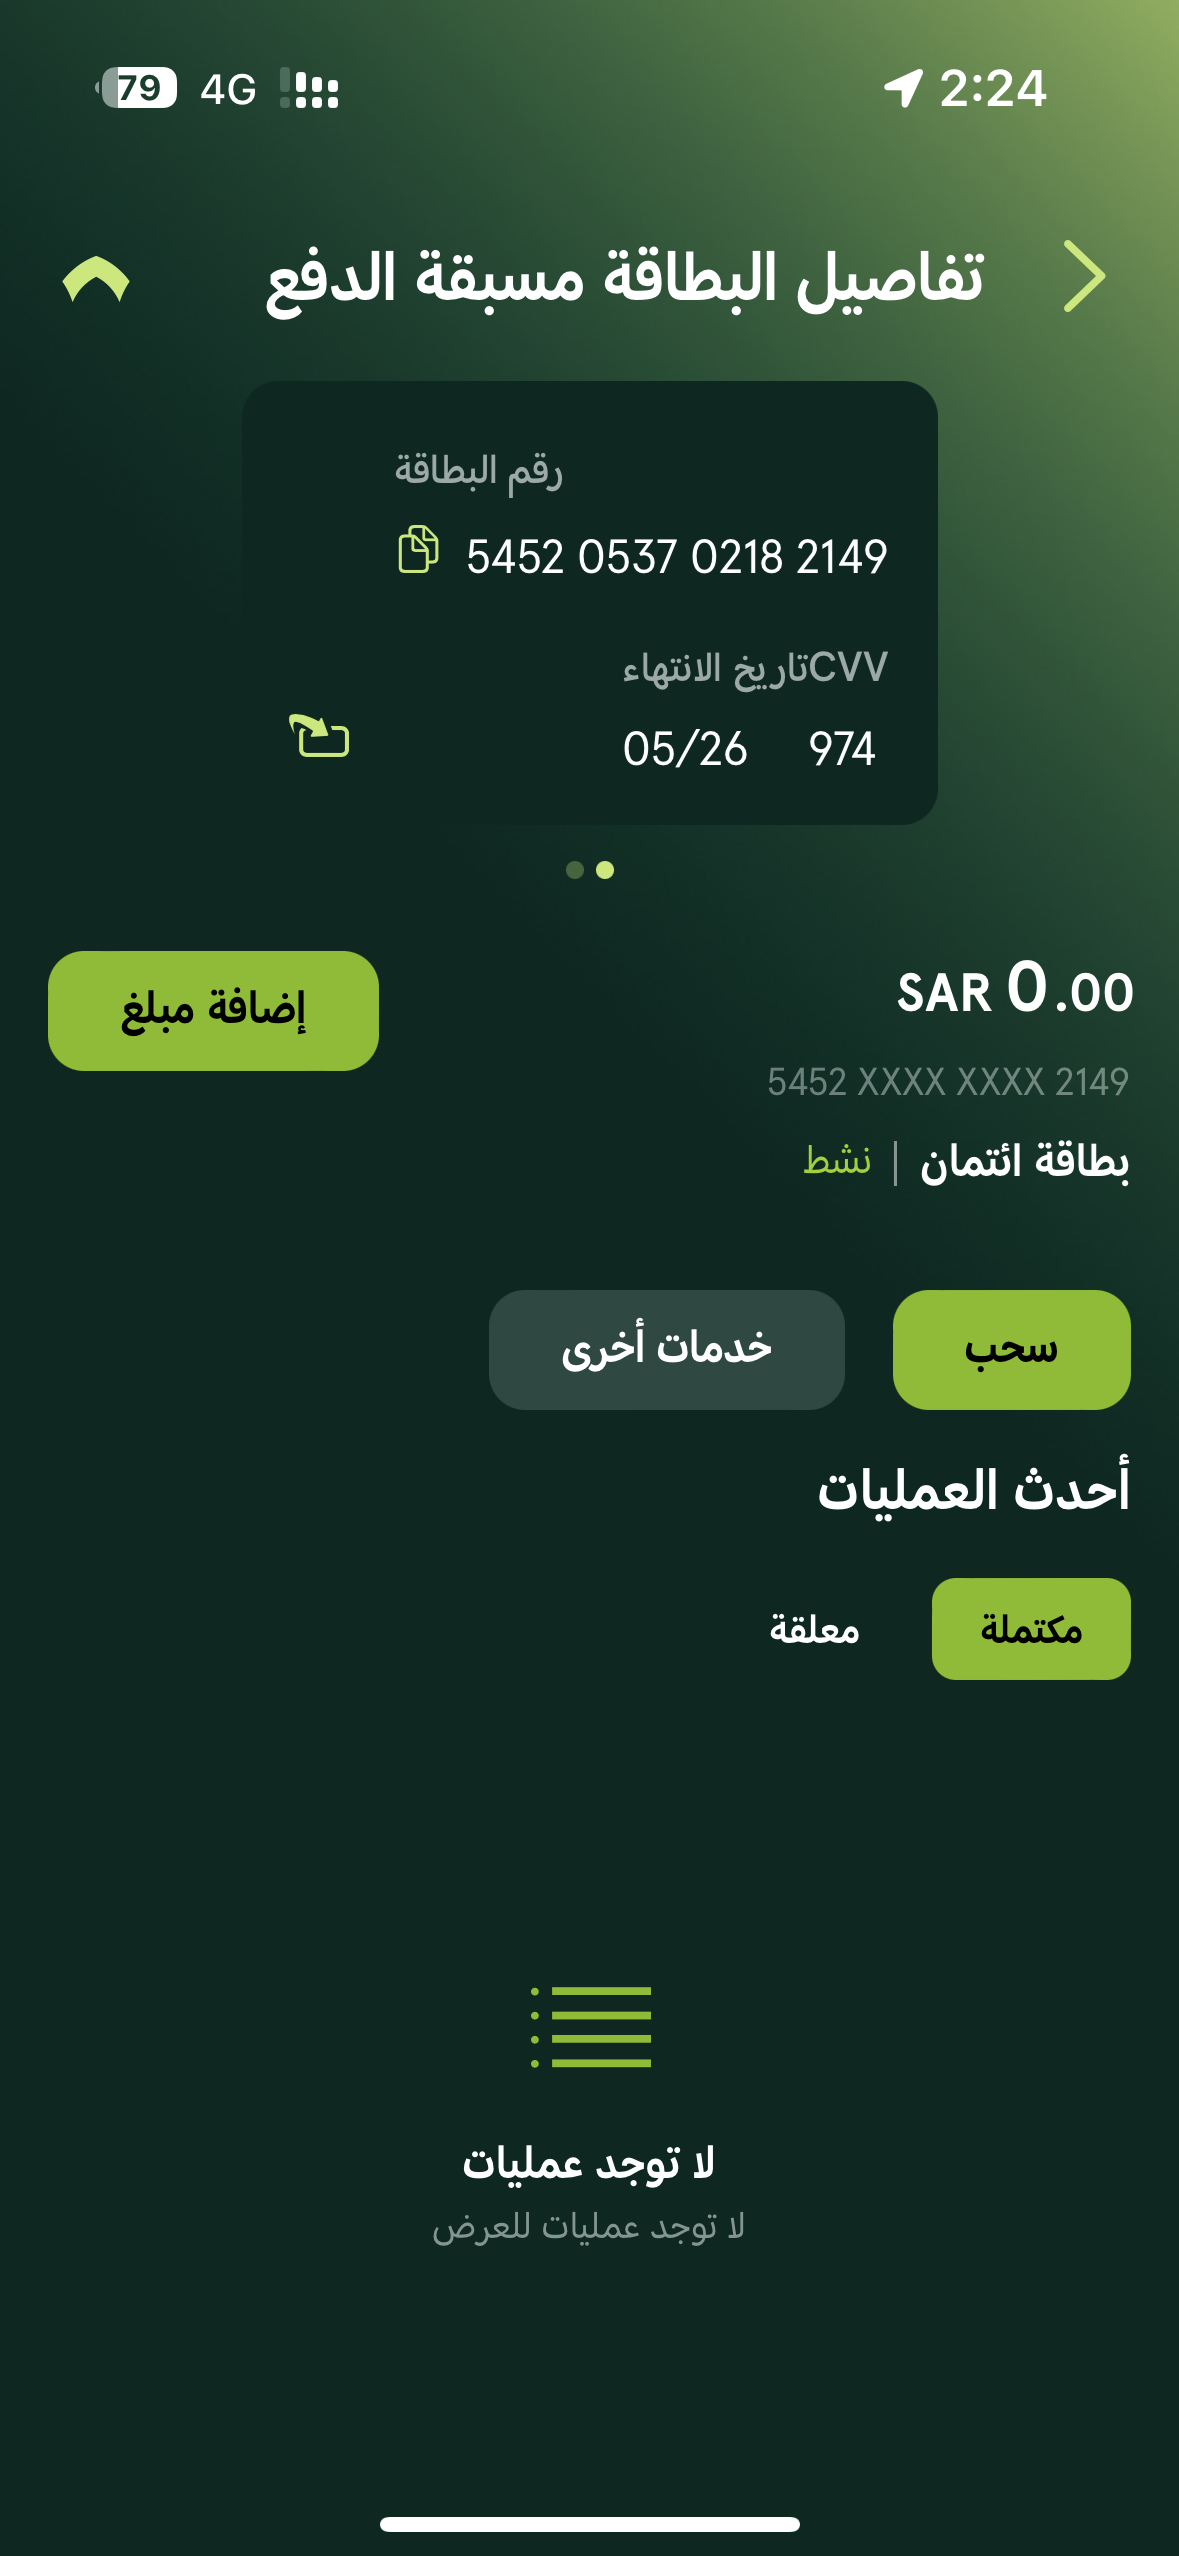 2:24
4G
79
تفاصيل البطاقة مسبقة الدفع
رقم البطاقة
5452 0537 0218 2149
CVV تاريخ الانتهاء
974 05/26
SAR 0.00
إضافة مبلغ
5452 XXXX XXXX 2149
بطاقة ائتمان | نشط
سحب
خدمات أخرى
أحدث العمليات
مكتملة
معلقة
لا توجد عمليات
لا توجد عمليات للعرض